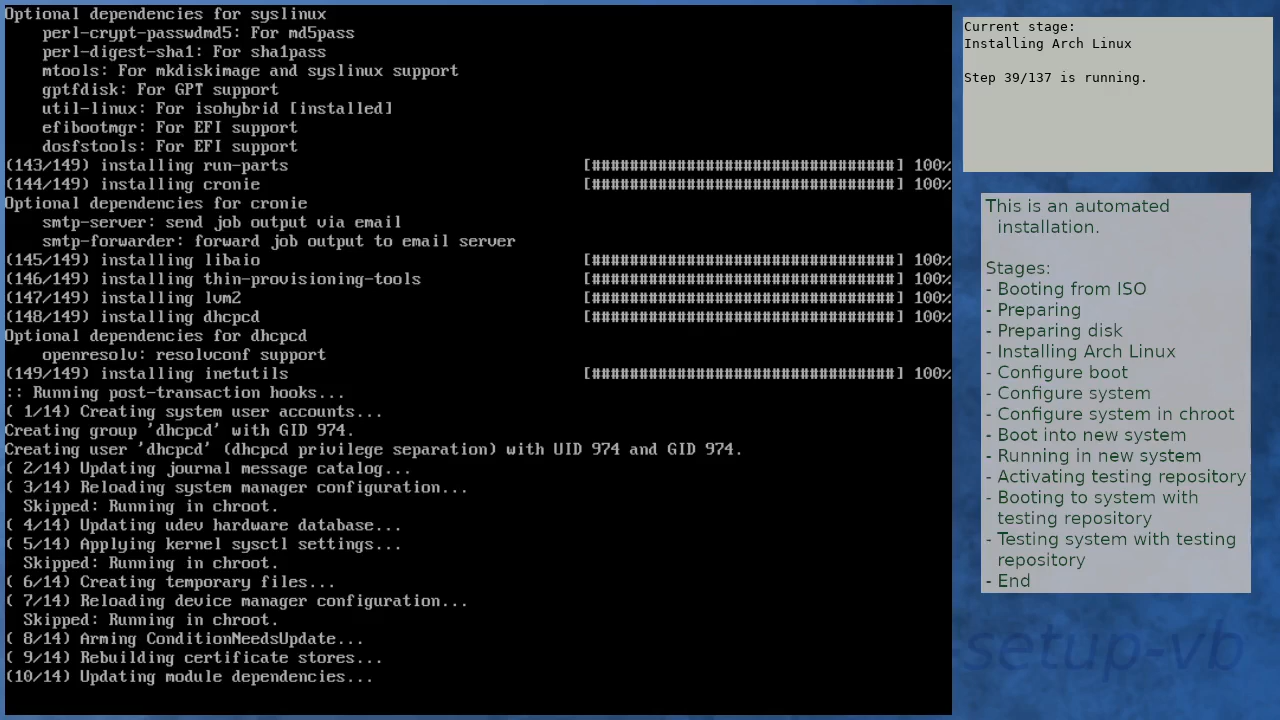 Optional dependencies for syslinux
    perl-crypt-passwdmd5: For md5pass
    perl-digest-sha1: For sha1pass
    mtools: For mkdiskimage and syslinux support
    gptfdisk: For GPT support
    util-linux: For isohybrid [installed]
    efibootmgr: For EFI support
    dosfstools: For EFI support
(143/149) installing run-parts [################################] 100%
(144/149) installing cronie [################################] 100%
Optional dependencies for cronie
    smtp-server: send job output via email
    smtp-forwarder: forward job output to email server
(145/149) installing libaio [################################] 100%
(146/149) installing thin-provisioning-tools [################################] 100%
(147/149) installing lvm2 [################################] 100%
(148/149) installing dhcpcd [################################] 100%
Optional dependencies for dhcpcd
    openresolv: resolvconf support
(149/149) installing inetutils [################################] 100%
:: Running post-transaction hooks...
( 1/14) Creating system user accounts...
Creating group 'dhcpcd' with GID 974.
Creating user 'dhcpcd' (dhcpcd privilege separation) with UID 974 and GID 974.
( 2/14) Updating journal message catalog...
( 3/14) Reloading system manager configuration...
  Skipped: Running in chroot.
( 4/14) Updating udev hardware database...
( 5/14) Applying kernel sysctl settings...
  Skipped: Running in chroot.
( 6/14) Creating temporary files...
( 7/14) Reloading device manager configuration...
  Skipped: Running in chroot.
( 8/14) Arming ConditionNeedsUpdate...
( 9/14) Rebuilding certificate stores...
(10/14) Updating module dependencies...
Current stage:
Installing Arch Linux
Step 39/137 is running.
This is an automated
installation.
Stages:
- Booting from ISO
- Preparing
- Preparing disk
- Installing Arch Linux
- Configure boot
- Configure system
- Configure system in chroot
- Boot into new system
- Running in new system
- Activating testing repository
- Booting to system with
testing repository
- Testing system with testing
repository
- End
setup-vb